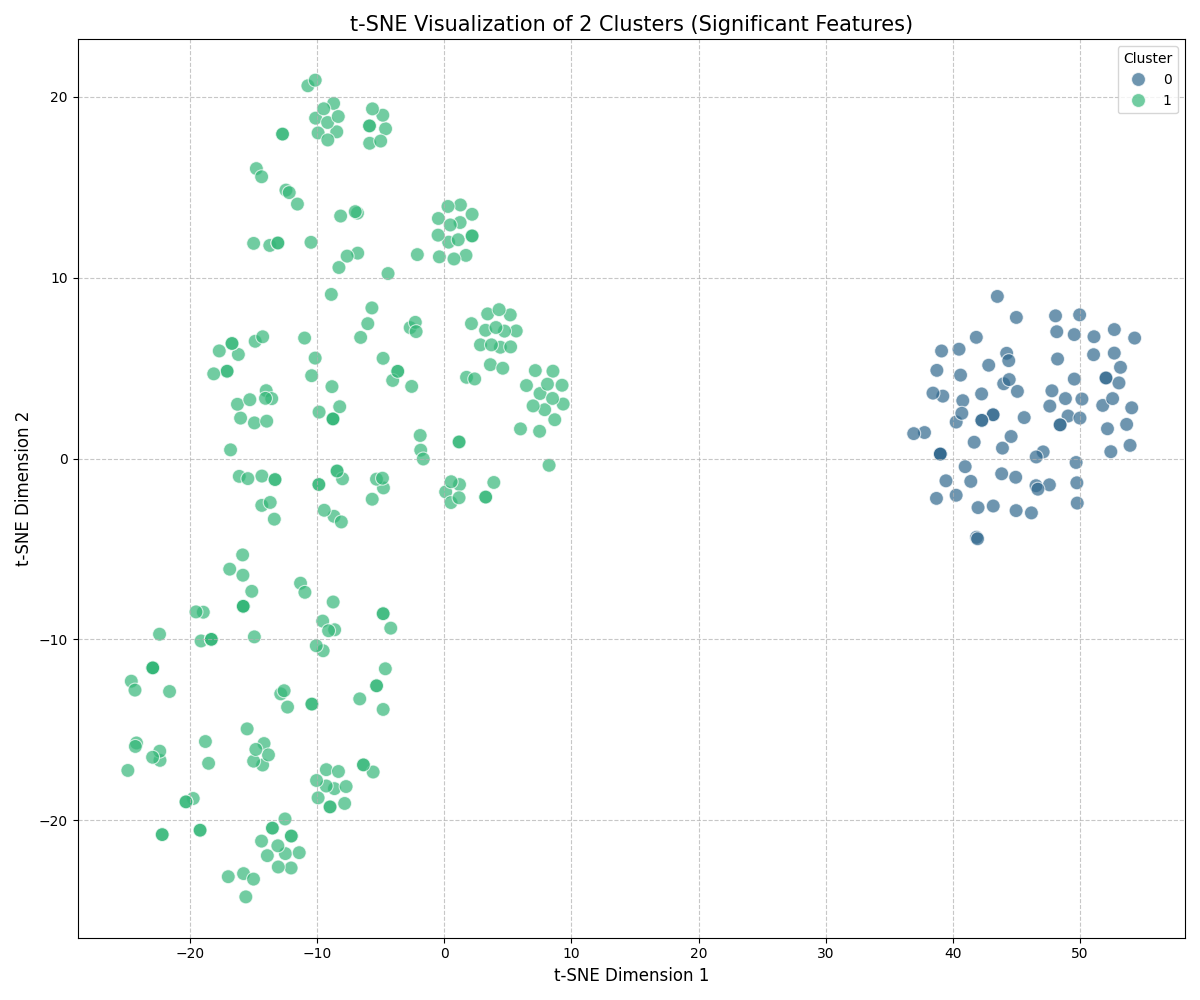 t-SNE Visualization of 2 Clusters (Significant Features)
Cluster
0
1
20
10
0
−10
−20
t-SNE Dimension 2
−20 −10 0 10 20 30 40 50
t-SNE Dimension 1